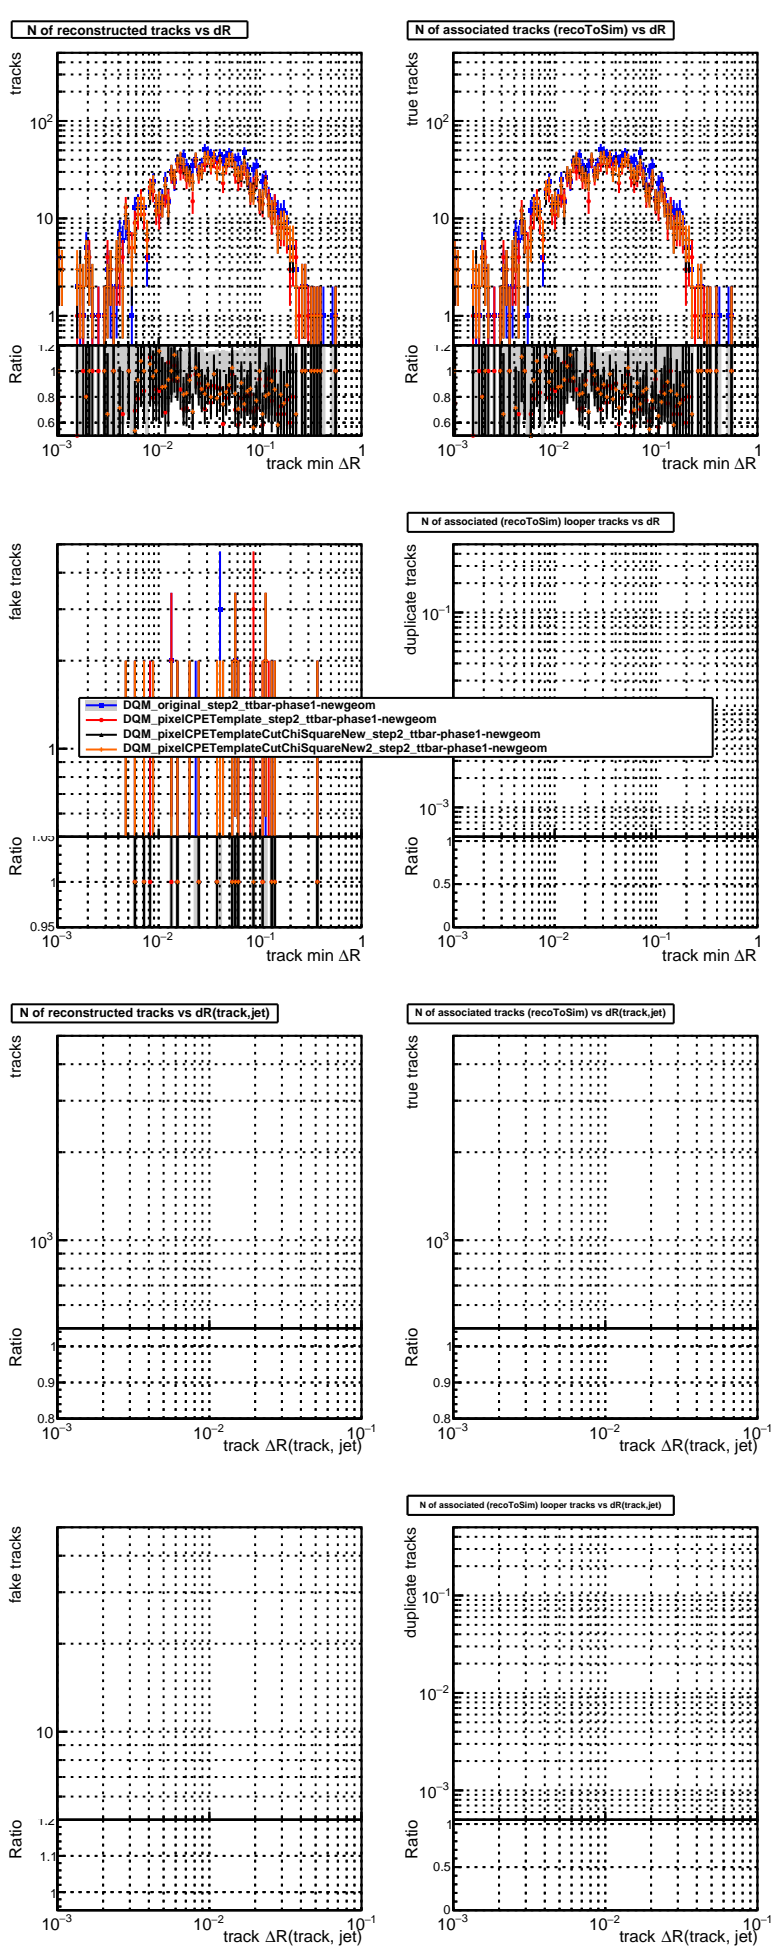 N of reconstructed tracks vs dR
N of associated tracks (recoToSim) vs dR
tracks
10²
10
1
Ratio
1.2
1
0.8
0.6
10⁻³ 10⁻² 10⁻¹ 1
track min ΔR
true tracks
10²
10
1
Ratio
1.2
1
0.8
0.6
10⁻³ 10⁻² 10⁻¹ 1
track min ΔR
N of associated (recoToSim) looper tracks vs dR
fake tracks
1
Ratio
1.05
1
0.95
10⁻³ 10⁻² 10⁻¹ 1
track min ΔR
duplicate tracks
10⁻¹
10⁻³
Ratio
1
0.5
0
10⁻³ 10⁻² 10⁻¹ 1
track min ΔR
DQM_original_step2_ttbar-phase1-newgeom
DQM_pixelCPETemplate_step2_ttbar-phase1-newgeom
DQM_pixelCPETemplateCutChiSquareNew_step2_ttbar-phase1-newgeom
DQM_pixelCPETemplateCutChiSquareNew2_step2_ttbar-phase1-newgeom
N of reconstructed tracks vs dR(track,jet)
N of associated tracks (recoToSim) vs dR(track,jet)
tracks
10³
Ratio
1
0.9
0.8
10⁻³ 10⁻² 10⁻¹
track ΔR(track, jet)
true tracks
10³
Ratio
1
0.9
0.8
10⁻³ 10⁻² 10⁻¹
track ΔR(track, jet)
N of associated (recoToSim) looper tracks vs dR(track,jet)
fake tracks
10
Ratio
1.2
1.1
1
10⁻³ 10⁻² 10⁻¹
track ΔR(track, jet)
duplicate tracks
10⁻¹
10⁻²
10⁻³
Ratio
1
0.5
0
10⁻³ 10⁻² 10⁻¹
track ΔR(track, jet)